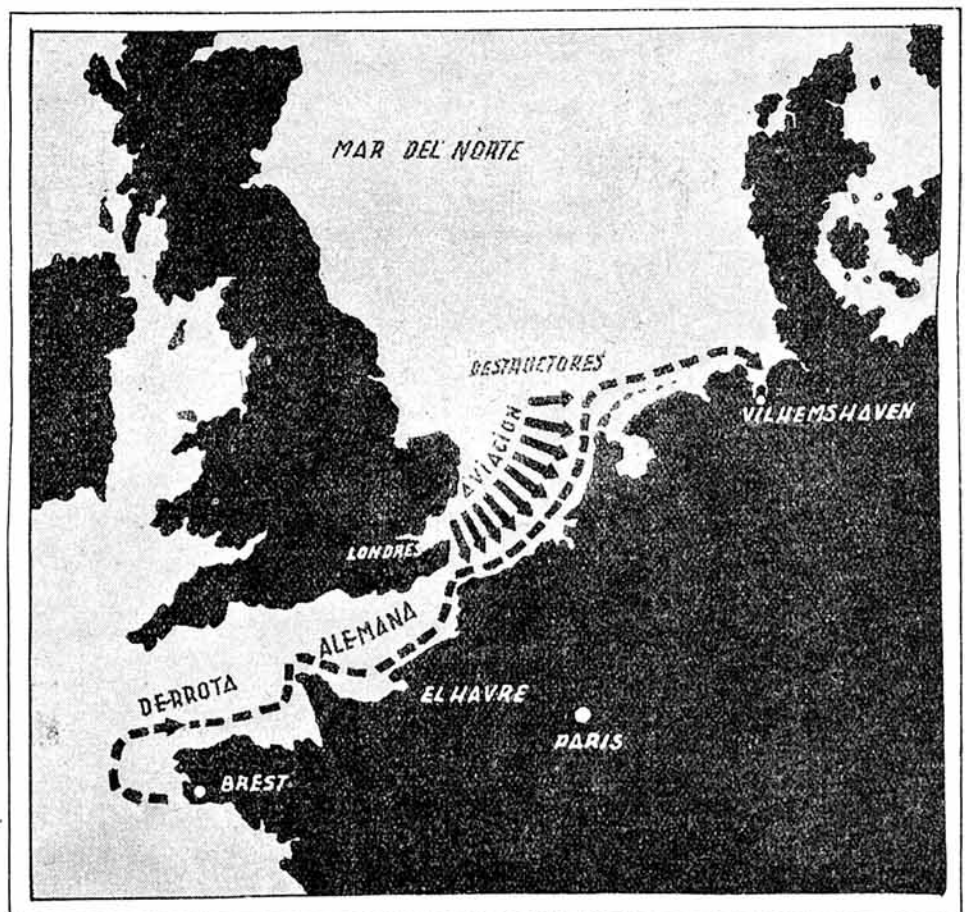 MAR DEL NORTE
DESTRUCTORES
AVIACION
VILHEMSHAVEN
LONDRES
ALEMANA
DERROTA
EL HAVRE
PARIS
BREST